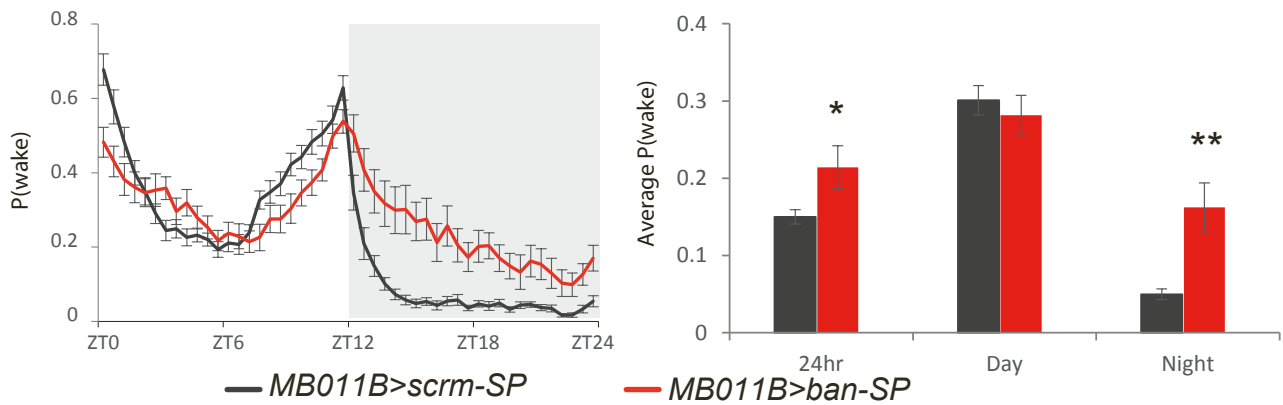 P(wake)
0.8
0.6
0.4
0.2
0
ZT0
ZT6
ZT12
ZT18
ZT24
Average P(wake)
0.4
0.3
0.2
0.1
0
*
**
24hr
Day
Night
MB011B>scrm-SP
MB011B>ban-SP